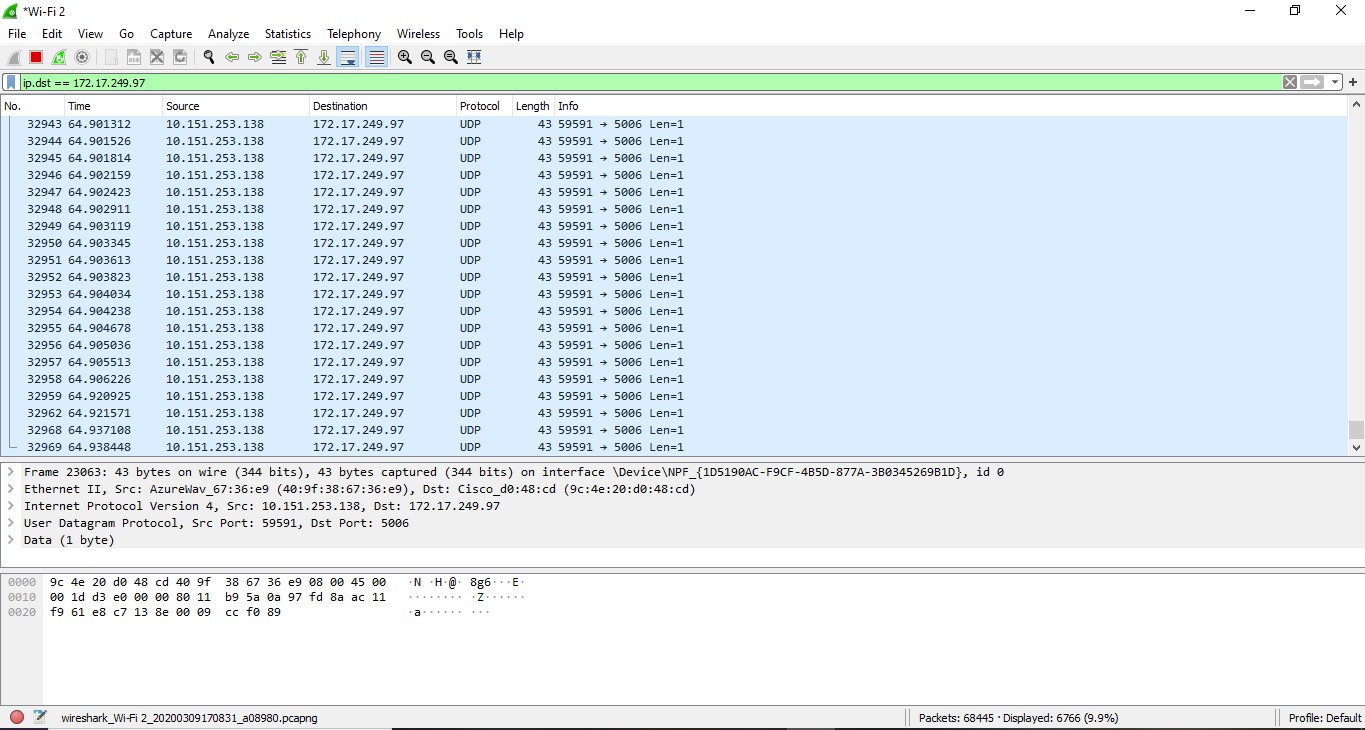 *Wi-Fi 2
File Edit View Go Capture Analyze Statistics Telephony Wireless Tools Help
ip.dst == 172.17.249.97
No. Time Source Destination Protocol Length Info
32943 64.901312 10.151.253.138 172.17.249.97 UDP 43 59591 → 5006 Len=1
32944 64.901526 10.151.253.138 172.17.249.97 UDP 43 59591 → 5006 Len=1
32945 64.901814 10.151.253.138 172.17.249.97 UDP 43 59591 → 5006 Len=1
32946 64.902159 10.151.253.138 172.17.249.97 UDP 43 59591 → 5006 Len=1
32947 64.902423 10.151.253.138 172.17.249.97 UDP 43 59591 → 5006 Len=1
32948 64.902911 10.151.253.138 172.17.249.97 UDP 43 59591 → 5006 Len=1
32949 64.903119 10.151.253.138 172.17.249.97 UDP 43 59591 → 5006 Len=1
32950 64.903345 10.151.253.138 172.17.249.97 UDP 43 59591 → 5006 Len=1
32951 64.903613 10.151.253.138 172.17.249.97 UDP 43 59591 → 5006 Len=1
32952 64.903823 10.151.253.138 172.17.249.97 UDP 43 59591 → 5006 Len=1
32953 64.904034 10.151.253.138 172.17.249.97 UDP 43 59591 → 5006 Len=1
32954 64.904238 10.151.253.138 172.17.249.97 UDP 43 59591 → 5006 Len=1
32955 64.904678 10.151.253.138 172.17.249.97 UDP 43 59591 → 5006 Len=1
32956 64.905036 10.151.253.138 172.17.249.97 UDP 43 59591 → 5006 Len=1
32957 64.905513 10.151.253.138 172.17.249.97 UDP 43 59591 → 5006 Len=1
32958 64.906226 10.151.253.138 172.17.249.97 UDP 43 59591 → 5006 Len=1
32959 64.920925 10.151.253.138 172.17.249.97 UDP 43 59591 → 5006 Len=1
32962 64.921571 10.151.253.138 172.17.249.97 UDP 43 59591 → 5006 Len=1
32968 64.937108 10.151.253.138 172.17.249.97 UDP 43 59591 → 5006 Len=1
32969 64.938448 10.151.253.138 172.17.249.97 UDP 43 59591 → 5006 Len=1
Frame 23063: 43 bytes on wire (344 bits), 43 bytes captured (344 bits) on interface \Device\NPF_{1D5190AC-F9CF-4B5D-877A-3B0345269B1D}, id 0
Ethernet II, Src: AzureWav_67:36:e9 (40:9f:38:67:36:e9), Dst: Cisco_d0:48:cd (9c:4e:20:d0:48:cd)
Internet Protocol Version 4, Src: 10.151.253.138, Dst: 172.17.249.97
User Datagram Protocol, Src Port: 59591, Dst Port: 5006
Data (1 byte)
0000 9c 4e 20 d0 48 cd 40 9f 38 67 36 e9 08 00 45 00 ·N ·H·@· 8g6···E·
0010 00 1d d3 e0 00 00 80 11 b9 5a 0a 97 fd 8a ac 11 ········ ·Z······
0020 f9 61 e8 c7 13 8e 00 09 cc f0 89 ·a······ ···
wireshark_Wi-Fi 2_20200309170831_a08980.pcapng Packets: 68445 · Displayed: 6766 (9.9%) Profile: Default